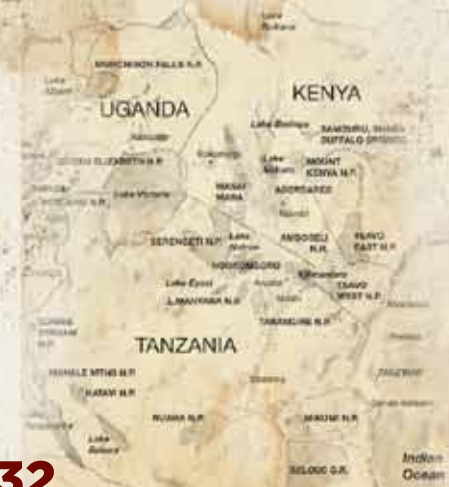 Lake
MURCHISON FALLS N.P.
Lake
Albert
UGANDA
KENYA
Lake Baringo
SAMBURU, SHABA
BUFFALO SPRINGS
Kampala
QUEEN ELIZABETH N.P.
Lake
Nakuru
MOUNT
KENYA N.P.
MASAI
MARA
ABERDARES
Lake Victoria
Nairobi
SERENGETI N.P.
Lake
Natron
AMBOSELI
N.R.
TSAVO
EAST N.P.
NGORONGORO
Kilimanjaro
Lake Eyasi
Arusha
TSAVO
WEST N.P.
L.MANYARA N.P.
Moshi
TARANGIRE N.P.
TANZANIA
MAHALE MTNS N.P.
KATAVI N.P.
RUAHA N.P.
MIKUMI N.P.
Lake
Rukwa
SELOUS G.R.
Indian
Ocean
32